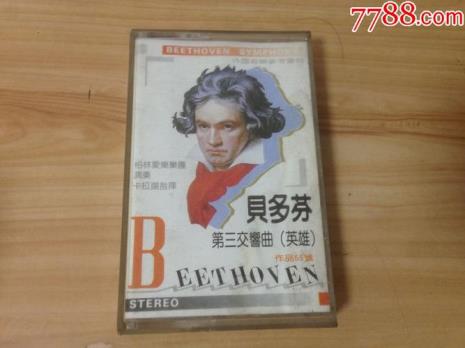 7788.com
BEETHOVEN SYMPHONY
柏林愛樂樂團
演奏
卡拉揚指揮
貝多芬
第三交響曲(英雄)
作品55號
BEETHOVEN
STEREO